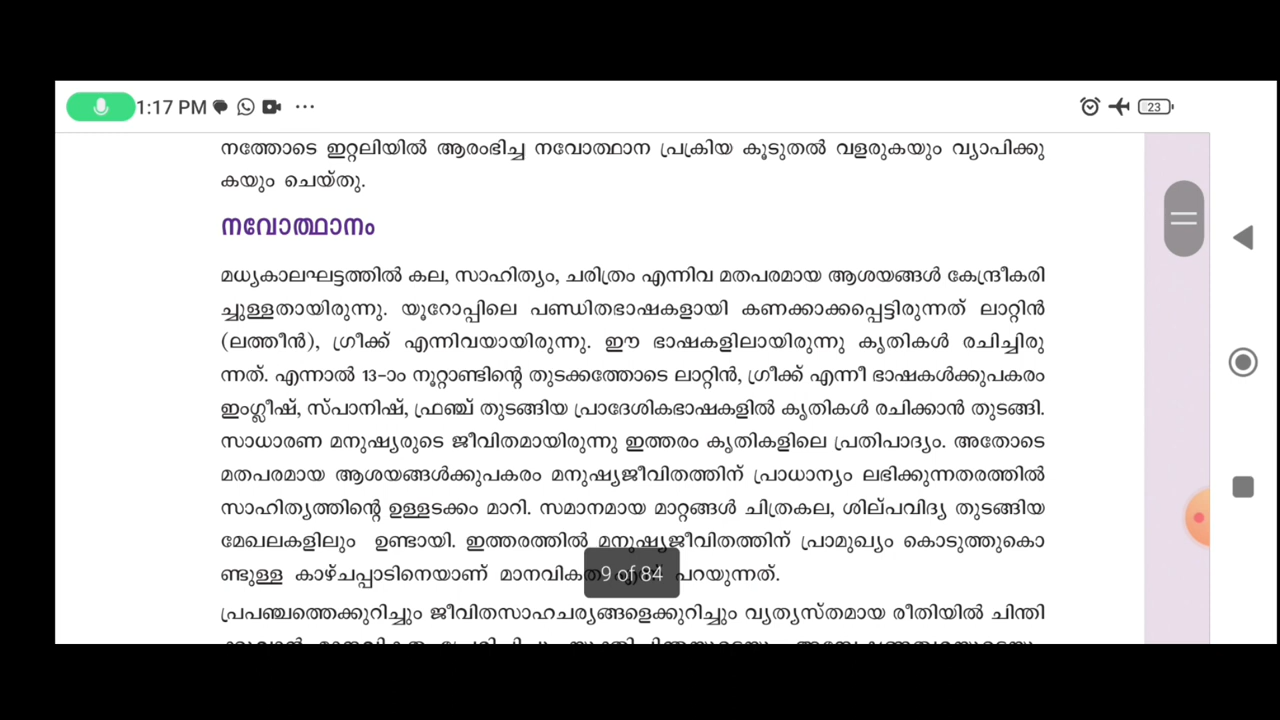 1:17 PM
23
നത്തോടെ ഇറ്റലിയിൽ ആരംഭിച്ച നവോത്ഥാന പ്രക്രിയ കൂടുതൽ വളരുകയും വ്യാപിക്കു
കയും ചെയ്തു.
നവോത്ഥാനം
മധ്യകാലഘട്ടത്തിൽ കല, സാഹിത്യം, ചരിത്രം എന്നിവ മതപരമായ ആശയങ്ങൾ കേന്ദ്രീകരി
ച്ചുള്ളതായിരുന്നു. യൂറോപ്പിലെ പണ്ഡിതഭാഷകളായി കണക്കാക്കപ്പെട്ടിരുന്നത് ലാറ്റിൻ
(ലത്തീൻ), ഗ്രീക്ക് എന്നിവയായിരുന്നു. ഈ ഭാഷകളിലായിരുന്നു കൃതികൾ രചിച്ചിരു
ന്നത്. എന്നാൽ 13-ാം നൂറ്റാണ്ടിന്റെ തുടക്കത്തോടെ ലാറ്റിൻ, ഗ്രീക്ക് എന്നീ ഭാഷകൾക്കുപകരം
ഇംഗ്ലീഷ്, സ്പാനിഷ്, ഫ്രഞ്ച് തുടങ്ങിയ പ്രാദേശികഭാഷകളിൽ കൃതികൾ രചിക്കാൻ തുടങ്ങി.
സാധാരണ മനുഷ്യരുടെ ജീവിതമായിരുന്നു ഇത്തരം കൃതികളിലെ പ്രതിപാദ്യം. അതോടെ
മതപരമായ ആശയങ്ങൾക്കുപകരം മനുഷ്യജീവിതത്തിന് പ്രാധാന്യം ലഭിക്കുന്നതരത്തിൽ
സാഹിത്യത്തിന്റെ ഉള്ളടക്കം മാറി. സമാനമായ മാറ്റങ്ങൾ ചിത്രകല, ശില്പവിദ്യ തുടങ്ങിയ
മേഖലകളിലും ഉണ്ടായി. ഇത്തരത്തിൽ മനുഷ്യജീവിതത്തിന് പ്രാമുഖ്യം കൊടുത്തുകൊ
ണ്ടുള്ള കാഴ്ചപ്പാടിനെയാണ് പറയുന്നത്.
9 of 84
പ്രപഞ്ചത്തെക്കുറിച്ചും ജീവിതസാഹചര്യങ്ങളെക്കുറിച്ചും വ്യത്യസ്തമായ രീതിയിൽ ചിന്തി